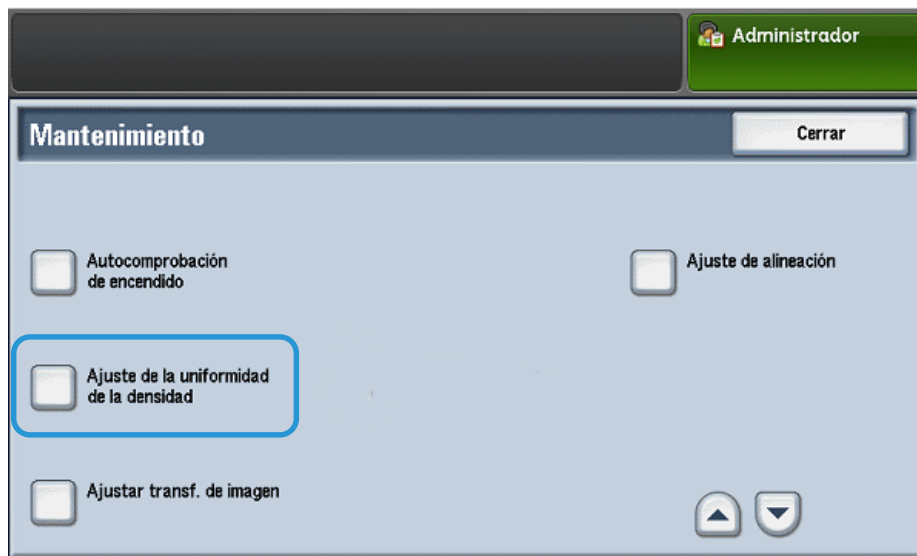 Administrador
Mantenimiento
Cerrar
Autocomprobación
de encendido
Ajuste de alineación
Ajuste de la uniformidad
de la densidad
Ajustar transf. de imagen